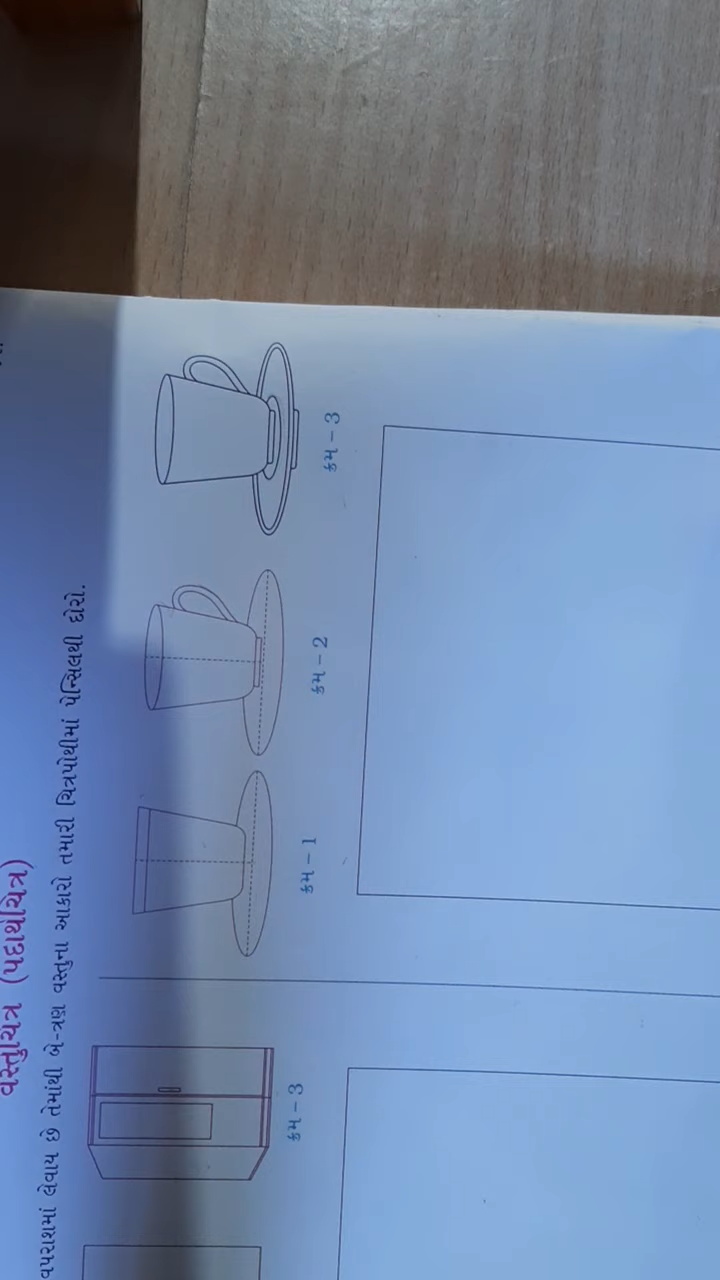 વસ્તુચિત્ર (પદાર્થચિત્ર)
વપરાશમાં લેવાય છે તેમાંથી બે-ત્રણ વસ્તુના આકારો તમારી ચિત્રપોથીમાં પેન્સિલથી દોરો.
ક્રમ – 3
ક્રમ – 1
ક્રમ – 2
ક્રમ – 3